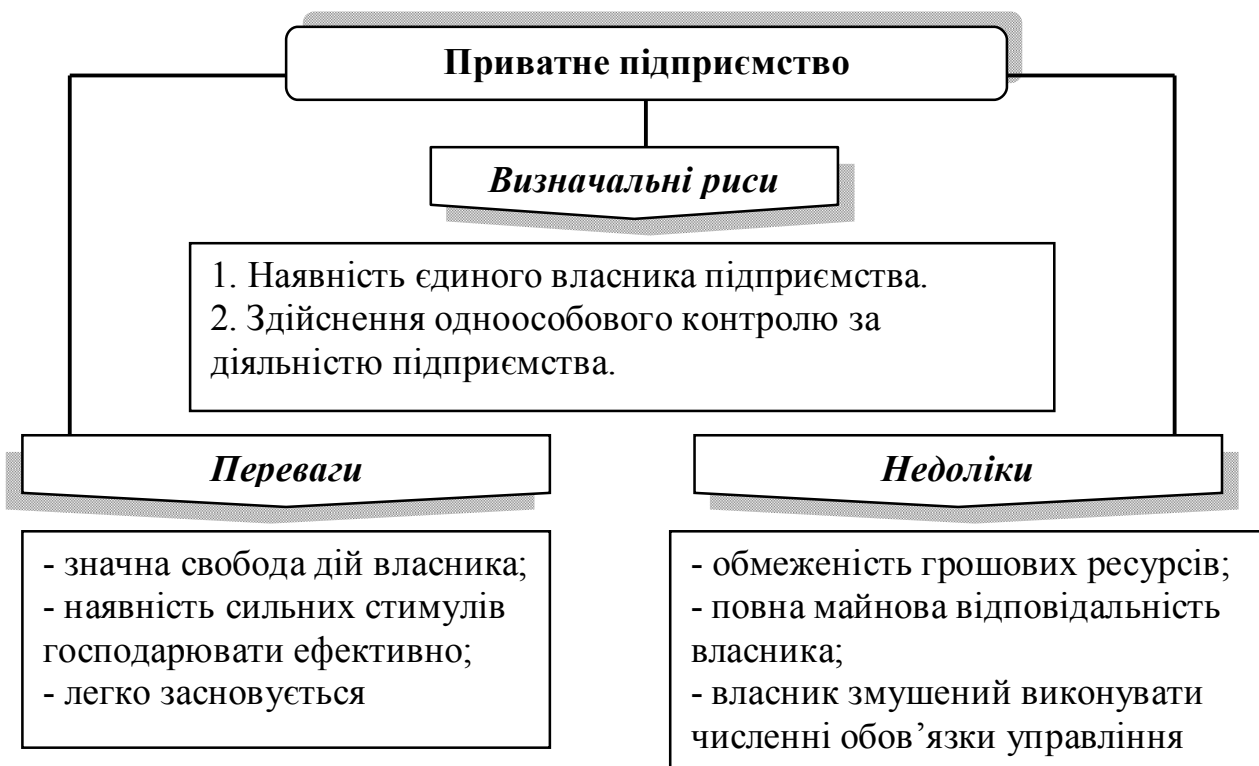 Приватне підприємство
Визначальні риси
1. Наявність єдиного власника підприємства.
2. Здійснення одноособового контролю за
діяльністю підприємства.
Переваги
- значна свобода дій власника;
- наявність сильних стимулів
господарювати ефективно;
- легко засновується
Недоліки
- обмеженість грошових ресурсів;
- повна майнова відповідальність
власника;
- власник змушений виконувати
численні обов’язки управління